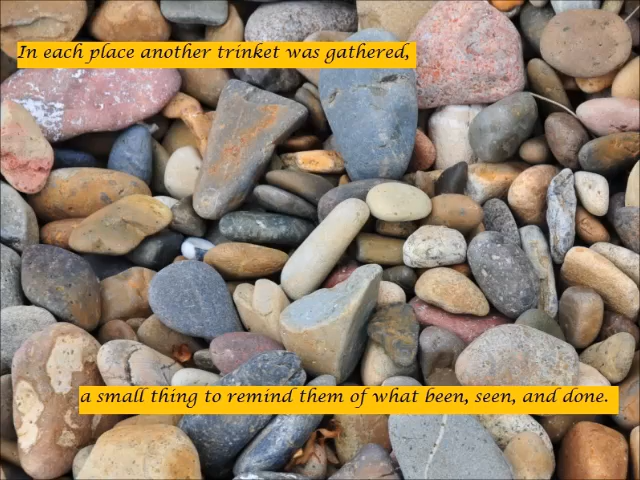 In each place another trinket was gathered,
a small thing to remind them of what been, seen, and done.